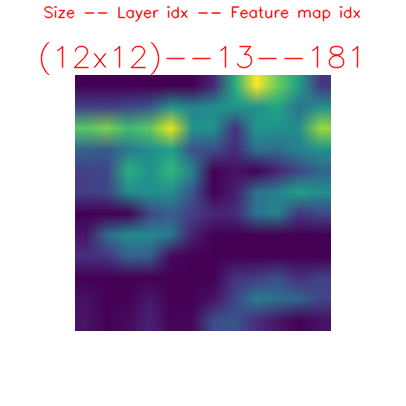 Size -- Layer idx -- Feature map idx
(12x12)--13--181